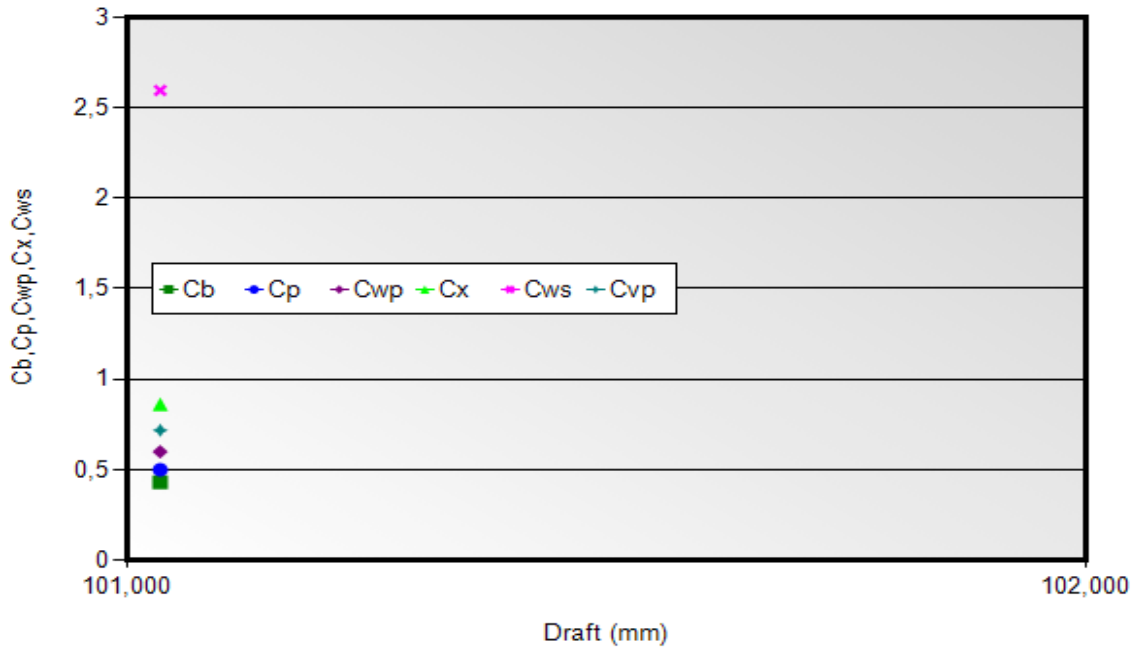 3
2,5
2
1,5
1
0,5
0
Cb,Cp,Cwp,Cx,Cws
Cb Cp Cwp Cx Cws Cvp
101,000 102,000
Draft (mm)